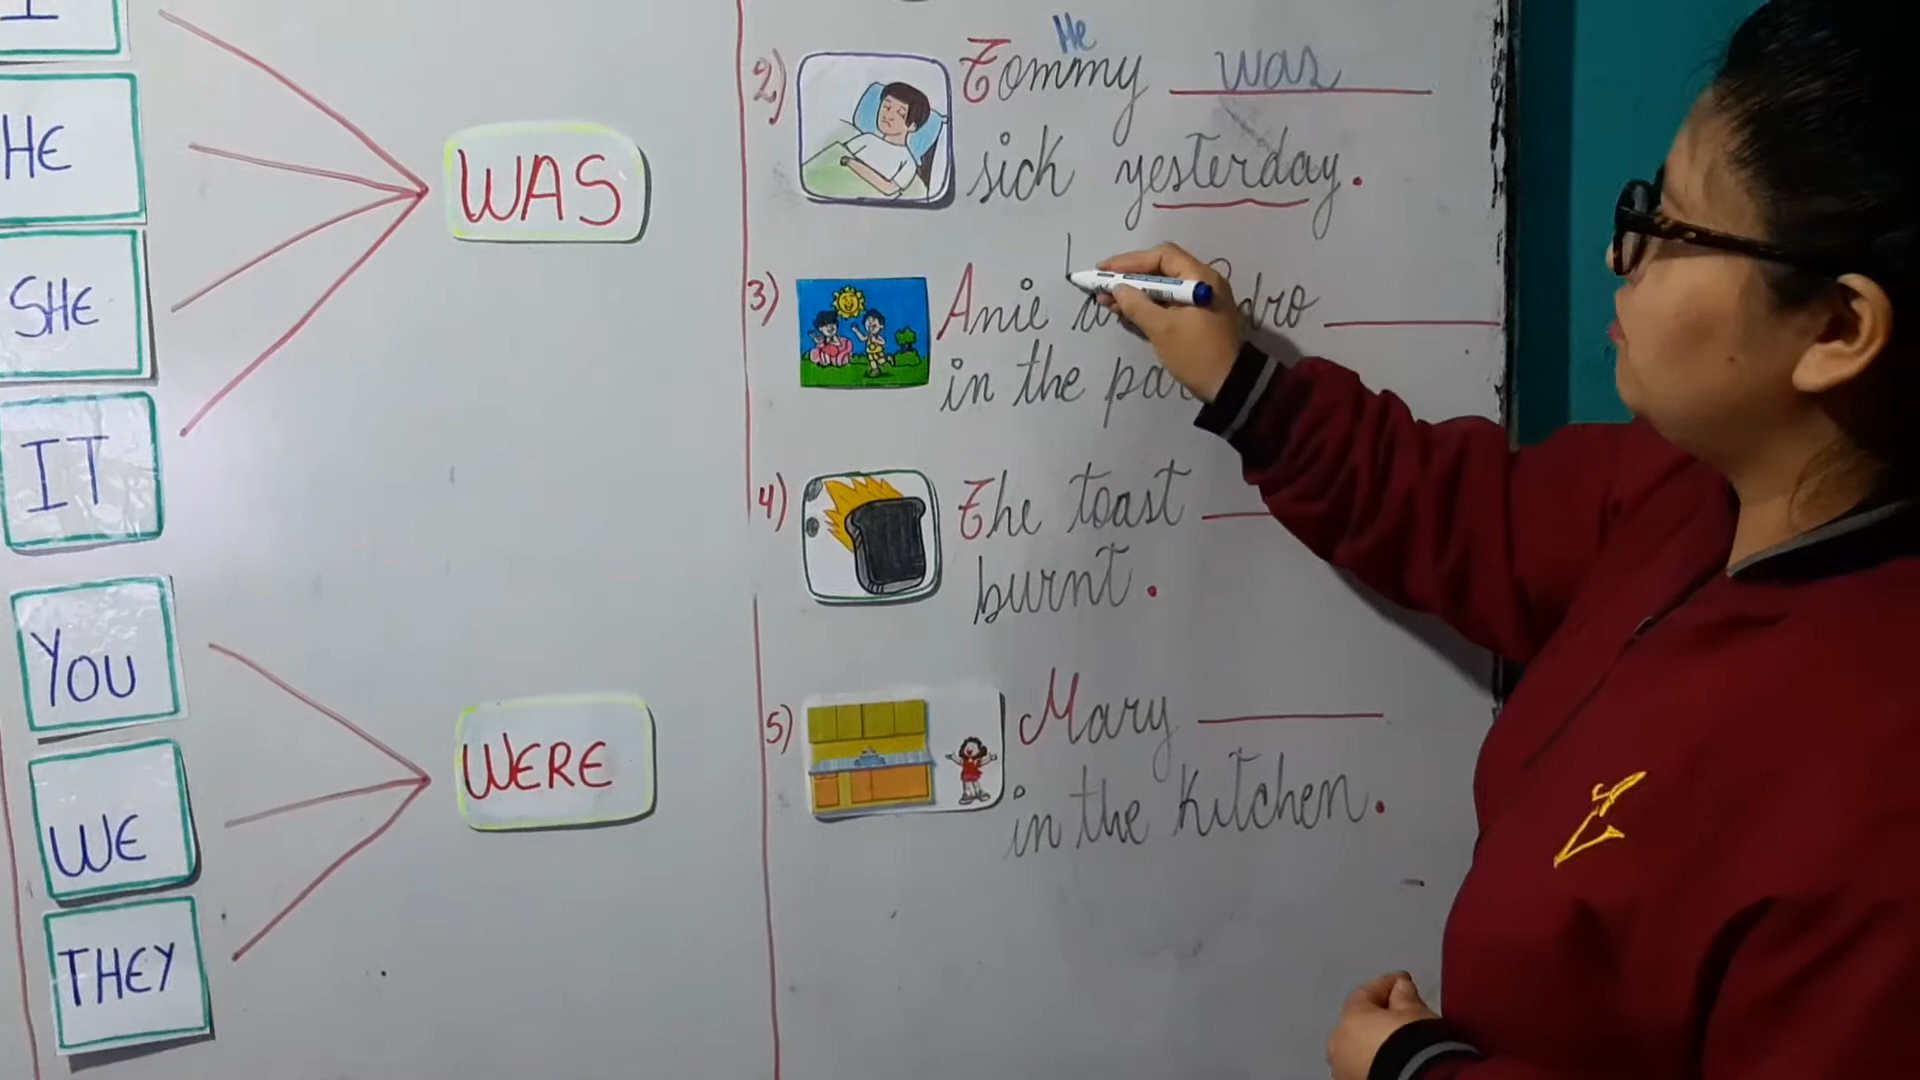 I
HE
SHE
IT
YOU
WE
THEY
WAS
WERE
He
2) Tommy was
sick yesterday.
3) Anie
in the
4) The toast
burnt.
5) Mary
in the kitchen.